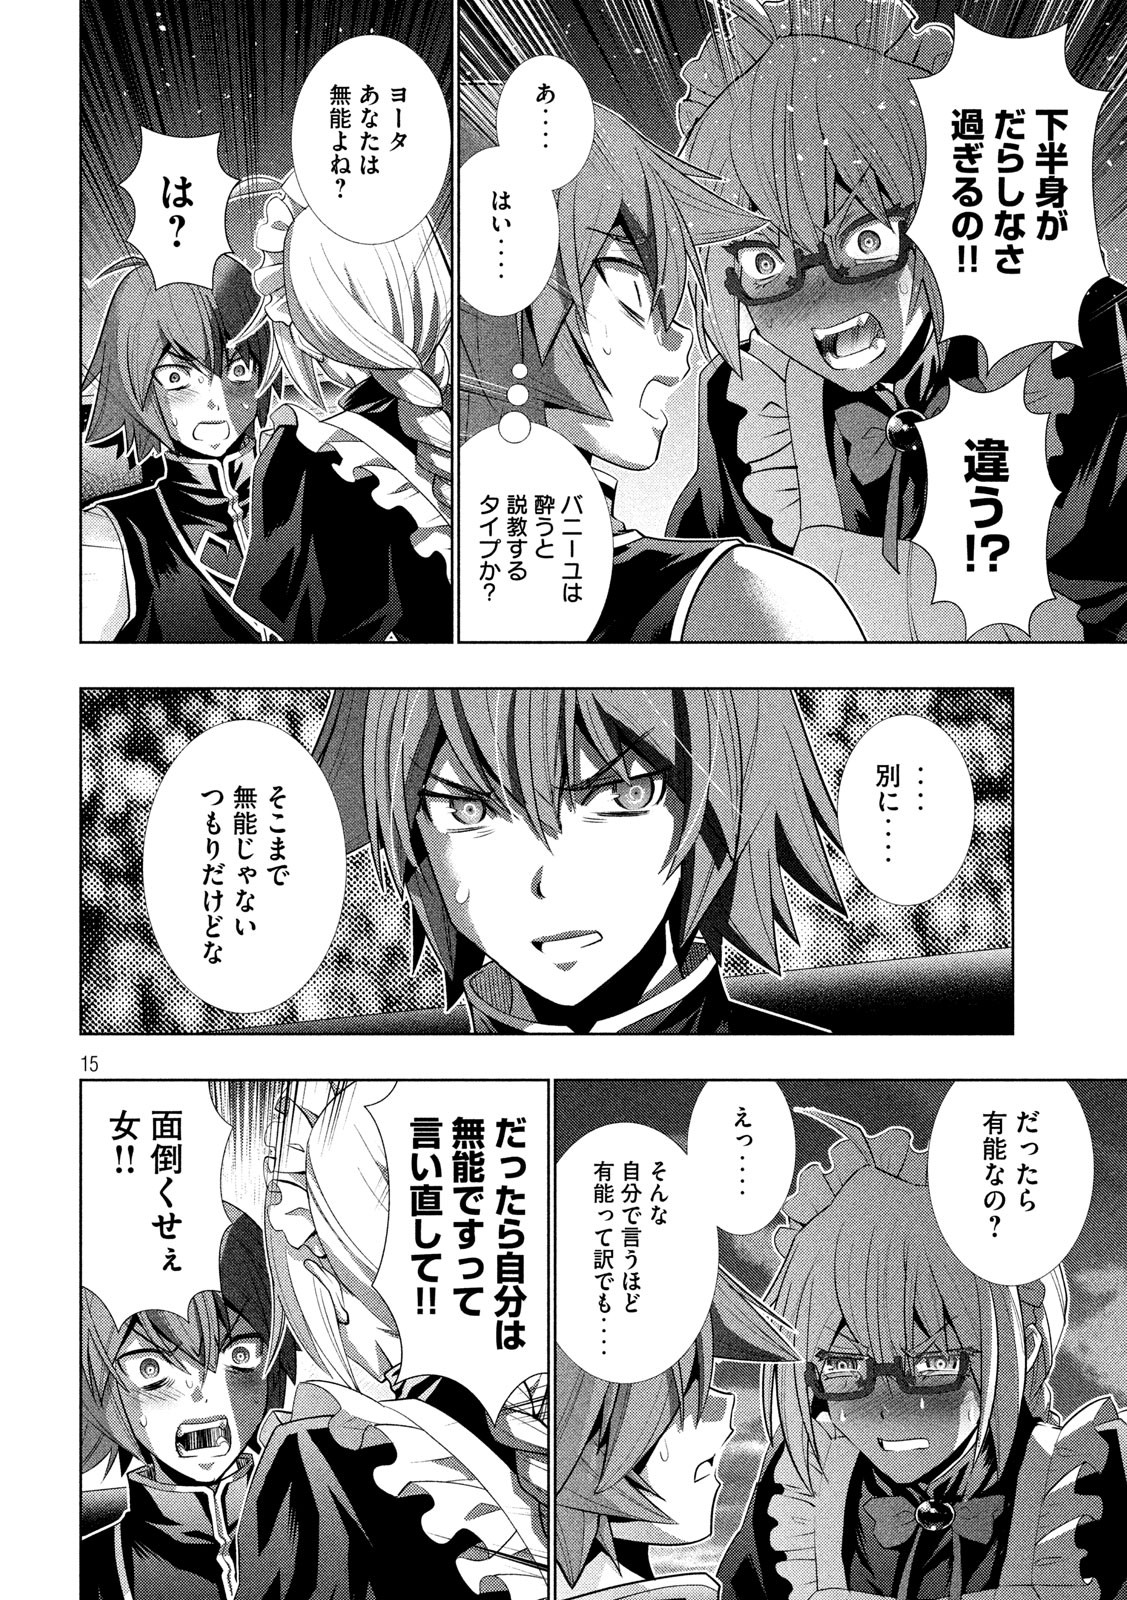 下半身が
だらしなさ
過ぎるの!!
違う!?
あ‥‥
はい‥‥
バニーユは
酔うと
説教する
タイプか?
ヨータ
あなたは
無能よね?
は?
‥‥
別に‥‥
そこまで
無能じゃない
つもりだけどな
15
だったら
有能なの?
えっ‥‥
そんな
自分で言うほど
有能って訳でも‥‥
だったら自分は
無能ですって
言い直して!!
面倒くせぇ
女!!